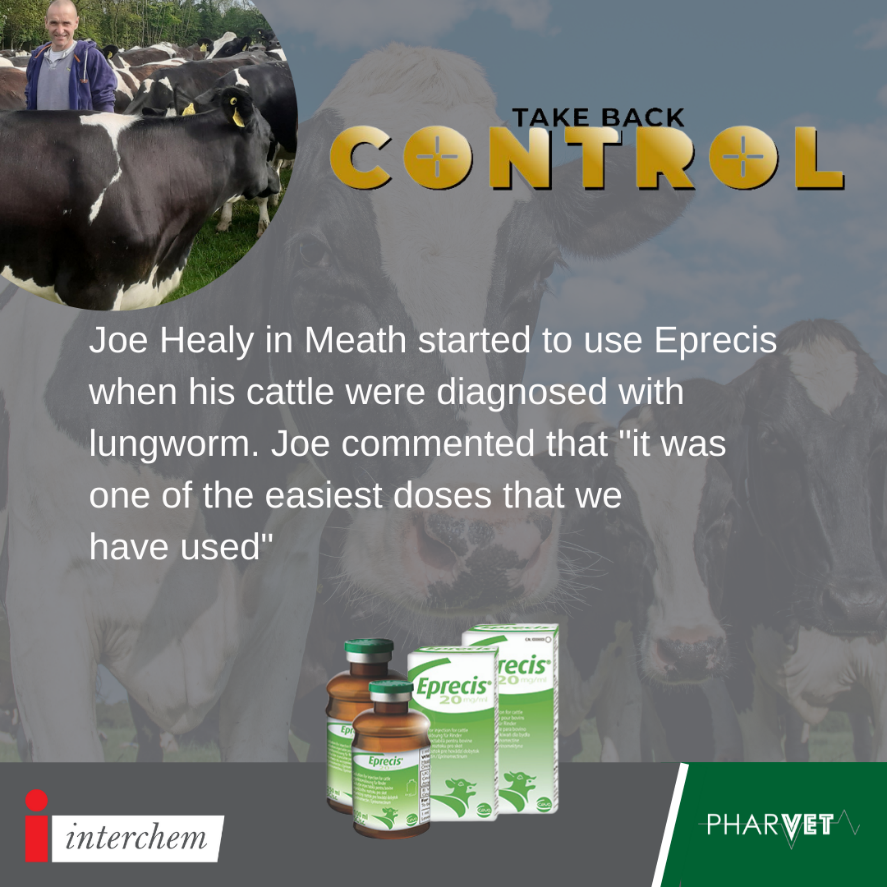 TAKE BACK
CONTROL
Joe Healy in Meath started to use Eprecis
when his cattle were diagnosed with
lungworm. Joe commented that "it was
one of the easiest doses that we
have used"
Eprecis®
20 mg/ml
recis®
20 mg/ml
Epr
Eprecis®
interchem
PHARVET